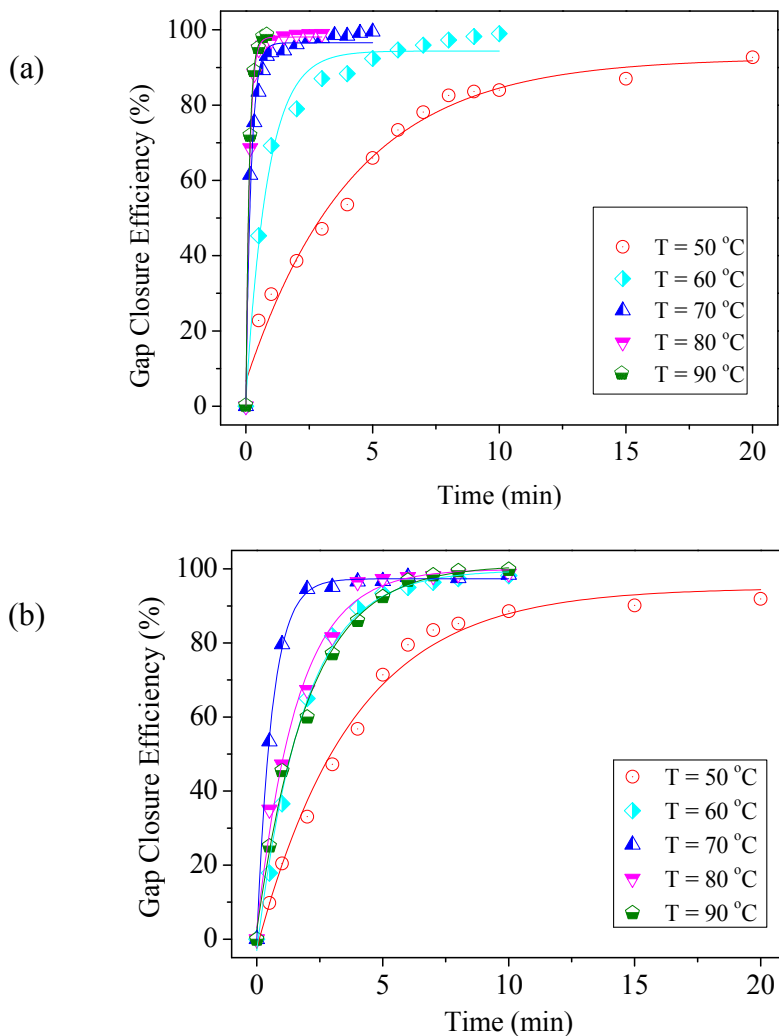 (a)
Gap Closure Efficiency (%)
100
80
60
40
20
0
T = 50 °C
T = 60 °C
T = 70 °C
T = 80 °C
T = 90 °C
0 5 10 15 20
Time (min)
(b)
Gap Closure Efficiency (%)
100
80
60
40
20
0
T = 50 °C
T = 60 °C
T = 70 °C
T = 80 °C
T = 90 °C
0 5 10 15 20
Time (min)